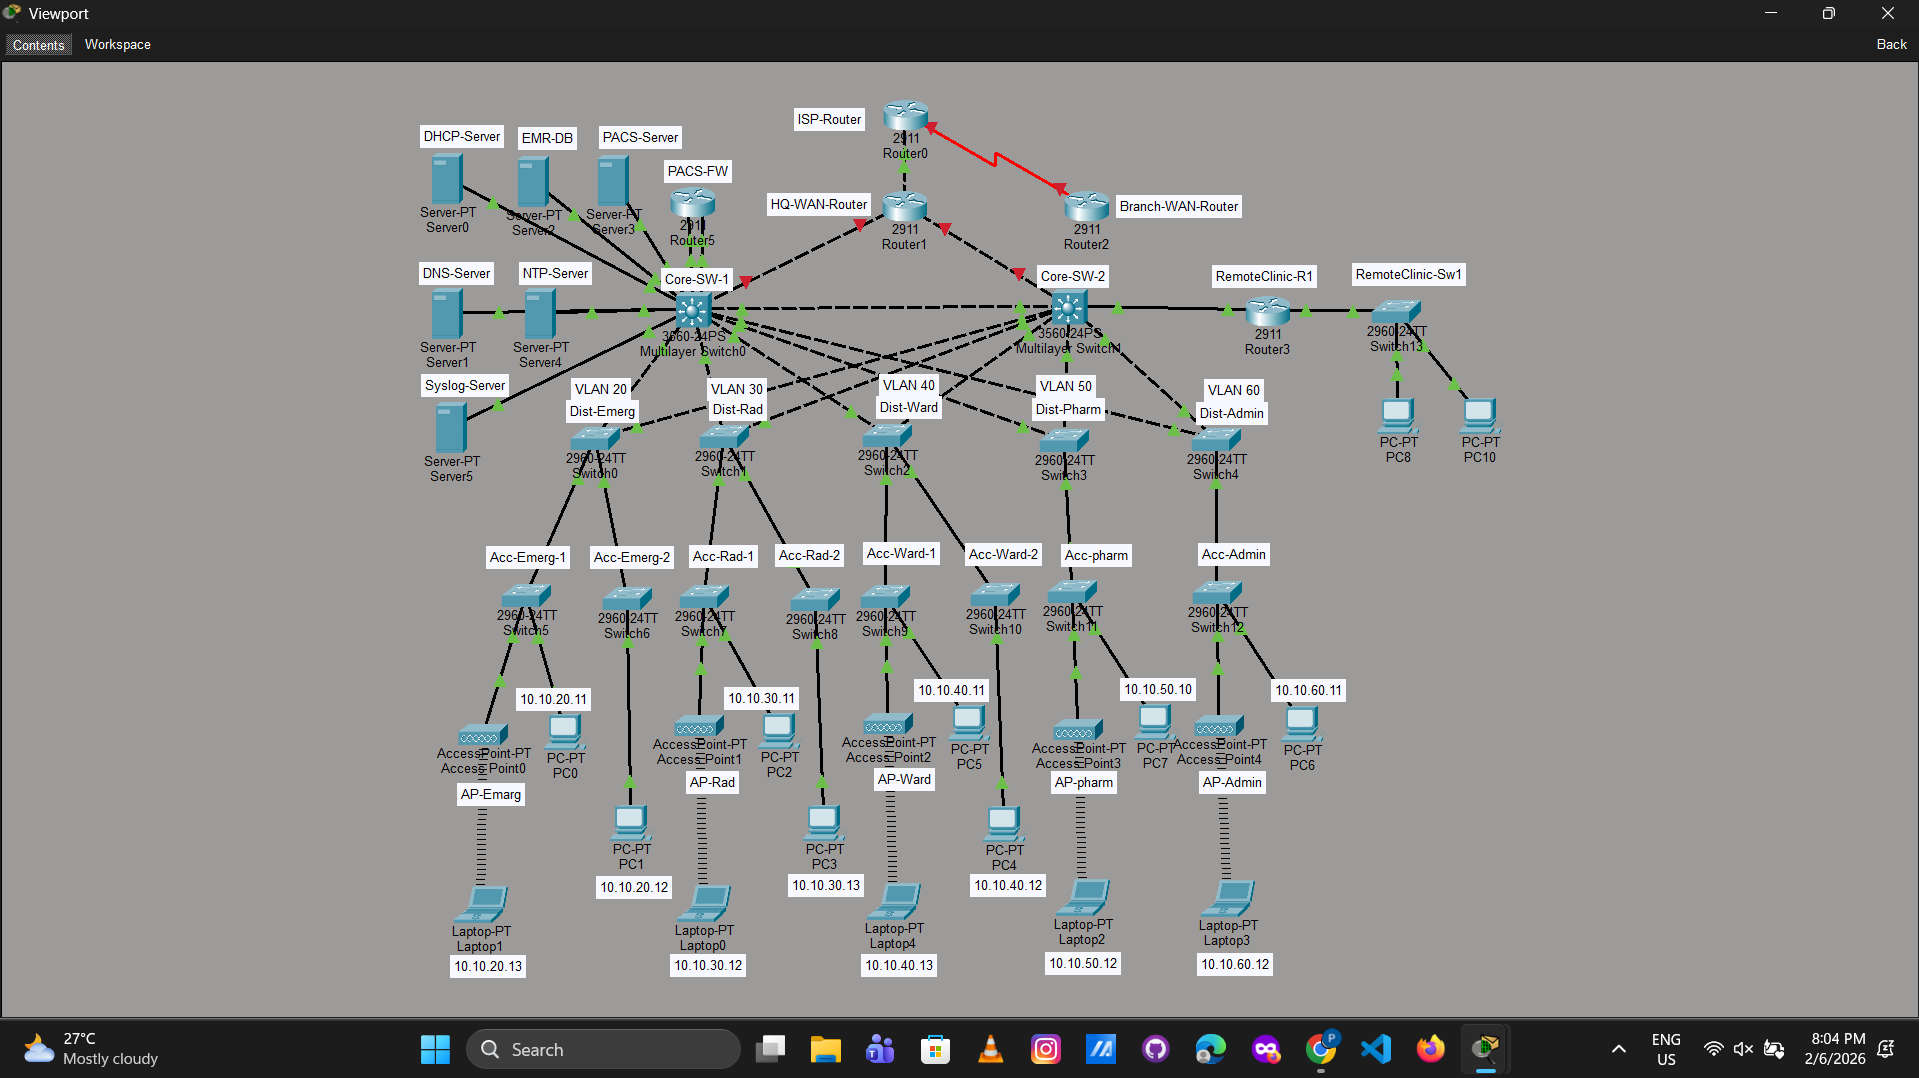 Viewport
Contents
Workspace
Back
ISP-Router
2911
Router0
DHCP-Server
EMR-DB
PACS-Server
PACS-FW
Server-PT
Server0
Server-PT
Server2
Server-PT
Server3
2911
Router5
HQ-WAN-Router
2911
Router1
Branch-WAN-Router
2911
Router2
DNS-Server
NTP-Server
Core-SW-1
Core-SW-2
RemoteClinic-R1
RemoteClinic-Sw1
Server-PT
Server1
Server-PT
Server4
3560-24PS
Multilayer Switch0
3560-24PS
Multilayer Switch1
2911
Router3
2960-24TT
Switch13
Syslog-Server
Server-PT
Server5
VLAN 20
Dist-Emerg
VLAN 30
Dist-Rad
VLAN 40
Dist-Ward
VLAN 50
Dist-Pharm
VLAN 60
Dist-Admin
PC-PT
PC8
PC-PT
PC10
2960-24TT
Switch0
2960-24TT
Switch1
2960-24TT
Switch2
2960-24TT
Switch3
2960-24TT
Switch4
Acc-Emerg-1
Acc-Emerg-2
Acc-Rad-1
Acc-Rad-2
Acc-Ward-1
Acc-Ward-2
Acc-pharm
Acc-Admin
2960-24TT
Switch5
2960-24TT
Switch6
2960-24TT
Switch7
2960-24TT
Switch8
2960-24TT
Switch9
2960-24TT
Switch10
2960-24TT
Switch11
2960-24TT
Switch12
10.10.20.11
10.10.30.11
10.10.40.11
10.10.50.10
10.10.60.11
AccessPoint-PT
Access Point0
PC-PT
PC0
AccessPoint-PT
Access Point1
PC-PT
PC2
AccessPoint-PT
Access Point2
PC-PT
PC5
AccessPoint-PT
Access Point3
PC-PT
PC7
AccessPoint-PT
Access Point4
PC-PT
PC6
AP-Emarg
AP-Rad
AP-Ward
AP-pharm
AP-Admin
PC-PT
PC1
10.10.20.12
PC-PT
PC3
10.10.30.13
PC-PT
PC4
10.10.40.12
Laptop-PT
Laptop1
10.10.20.13
Laptop-PT
Laptop0
10.10.30.12
Laptop-PT
Laptop4
10.10.40.13
Laptop-PT
Laptop2
10.10.50.12
Laptop-PT
Laptop3
10.10.60.12
27°C
Mostly cloudy
Search
P
ENG
US
8:04 PM
2/6/2026